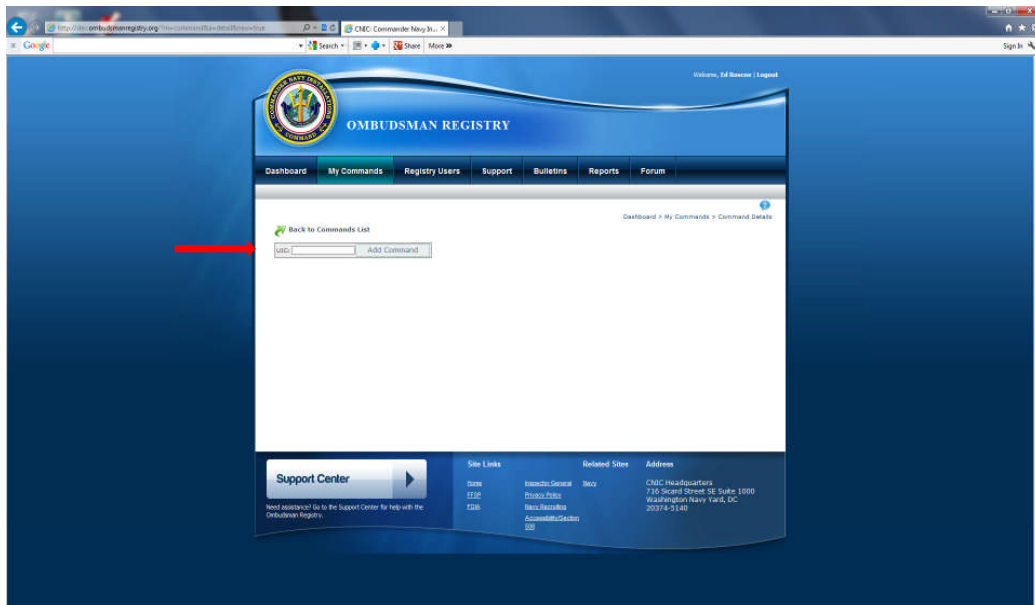 CNIC: Commander Navy In... ×
× Google
Search
Share
More »
Sign In
Welcome, Ed Roscoe | Logout
OMBUDSMAN REGISTRY
Dashboard
My Commands
Registry Users
Support
Bulletins
Reports
Forum
Dashboard > My Commands > Command Details
Back to Commands List
UIC:
Add Command
Support Center
Need assistance? Go to the Support Center for help with the
Ombudsman Registry.
Site Links
Home
FFSP
Inspector General
Privacy Policy
Navy Recruiting
Accessibility/Section
508
Related Sites
Navy
Address
CNIC Headquarters
716 Sicard Street SE Suite 1000
Washington Navy Yard, DC
20374-5140